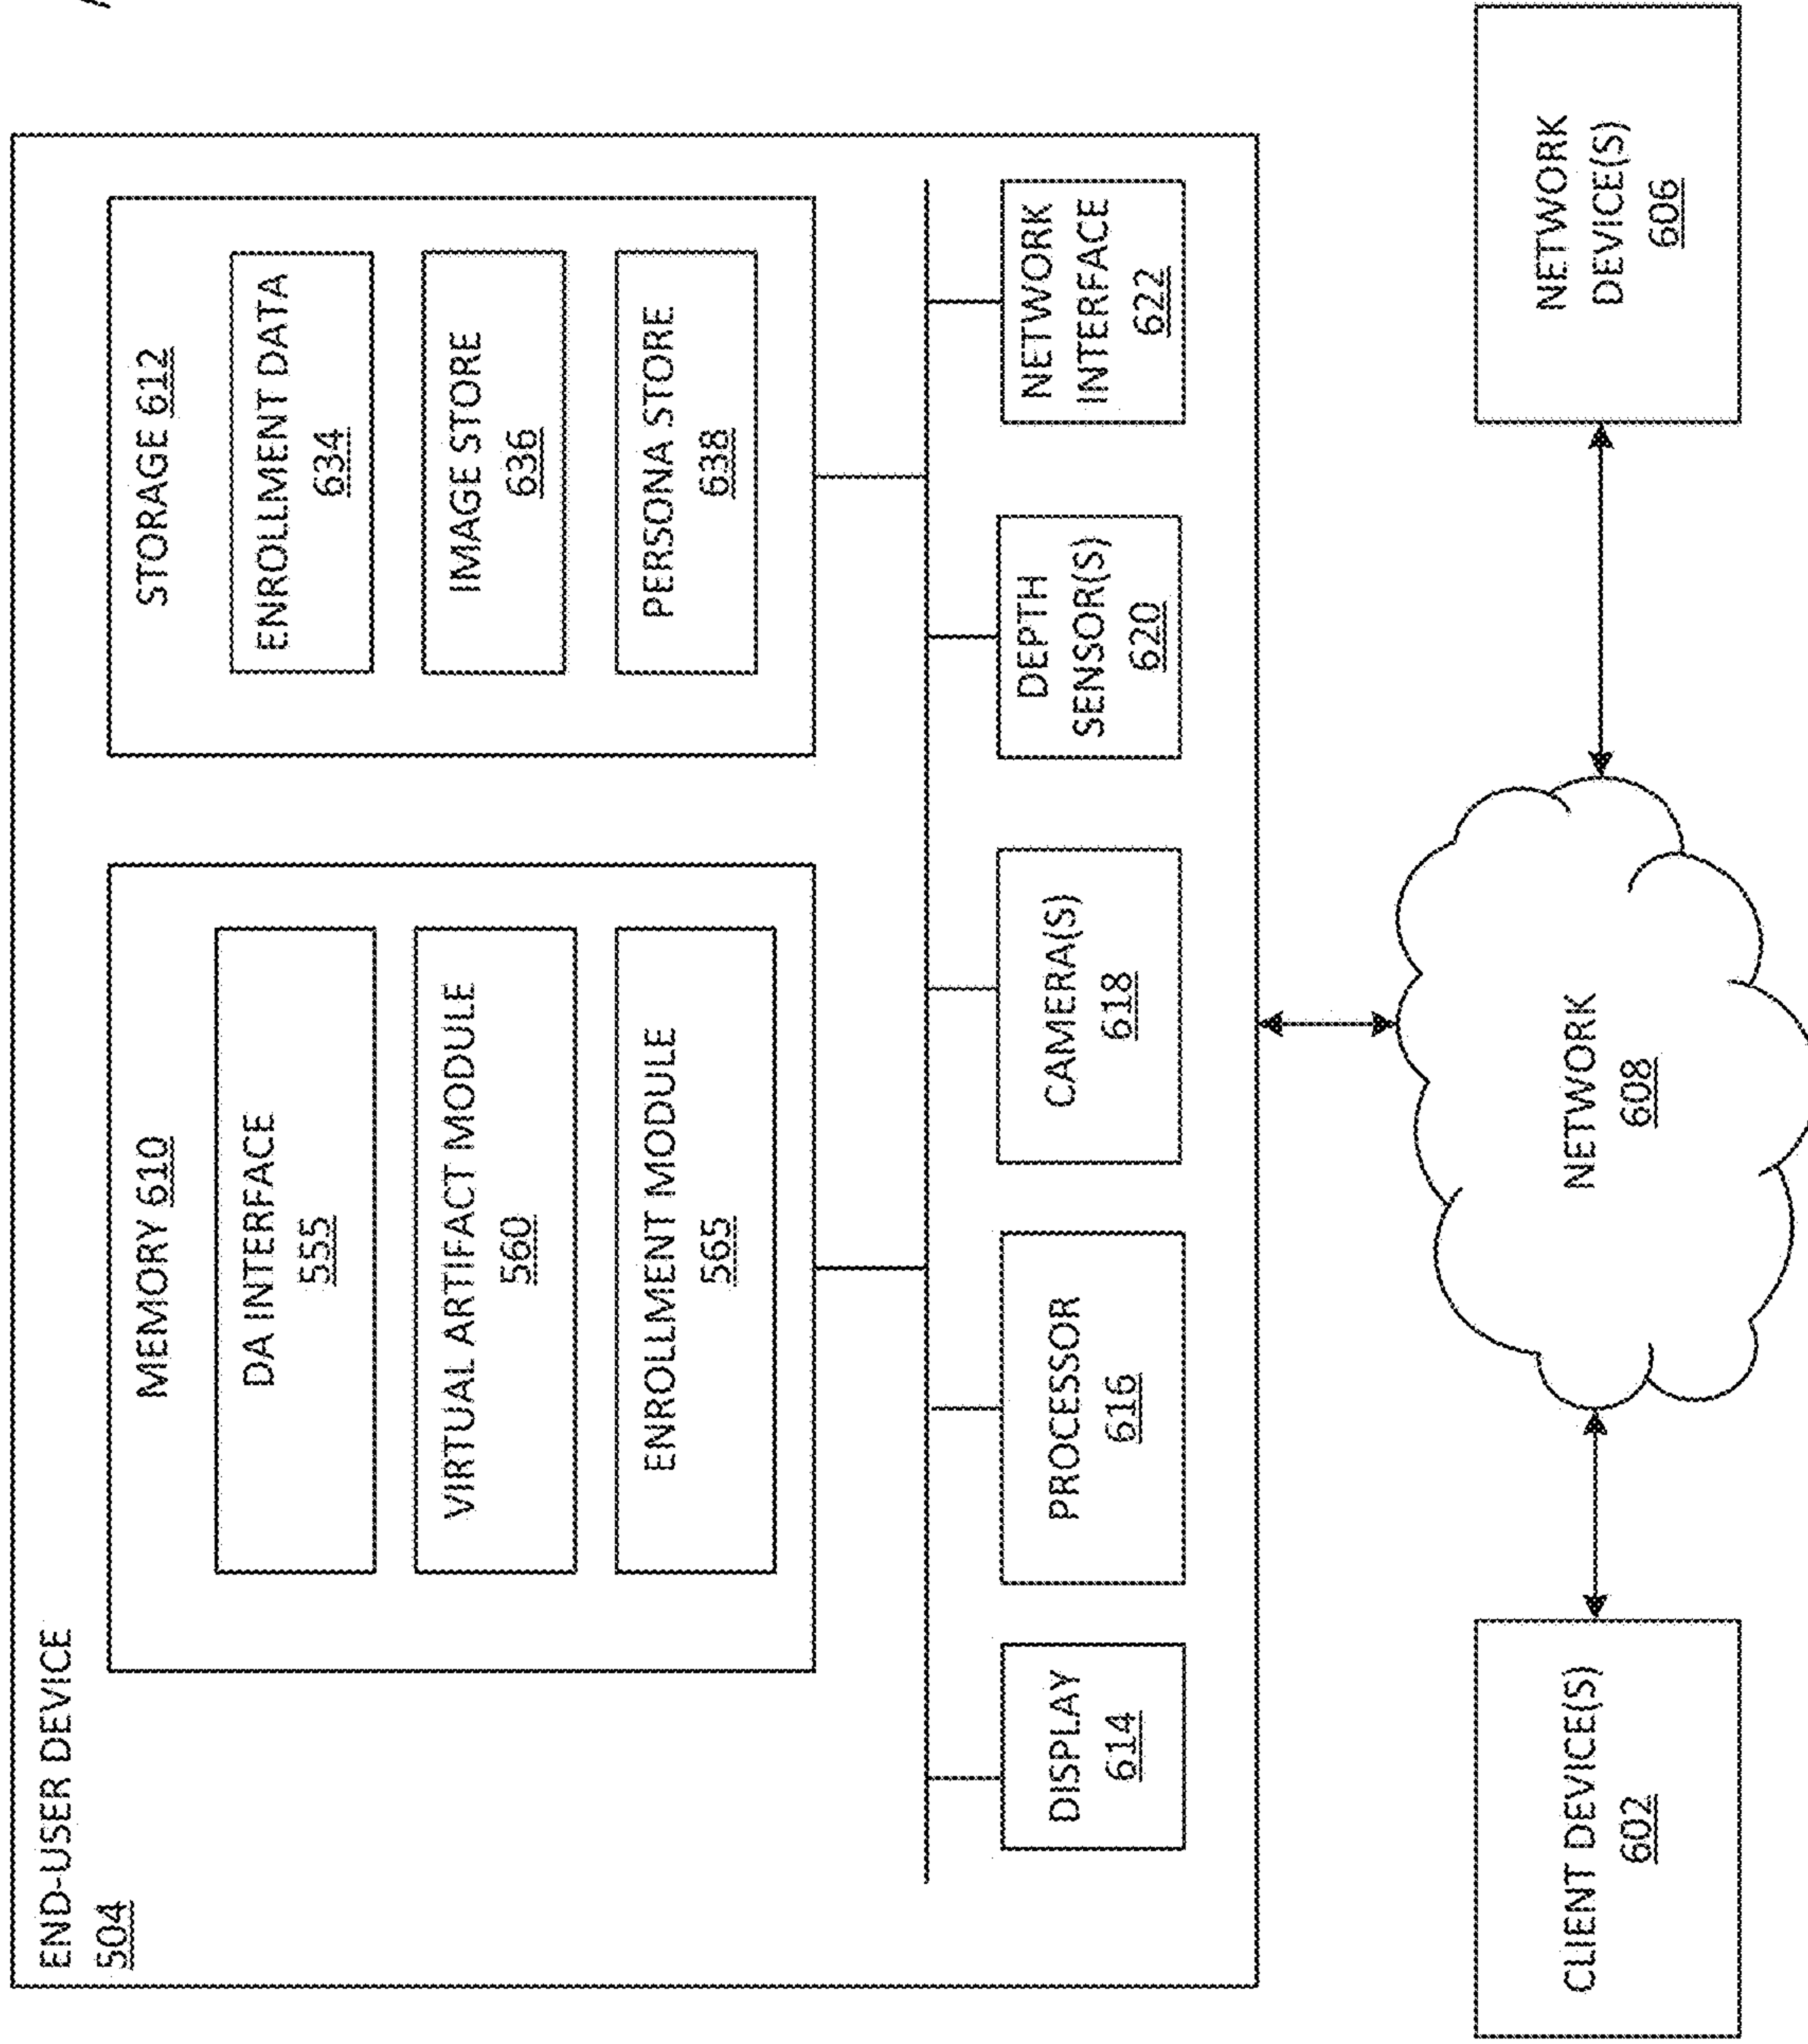 END-USER DEVICE
504
MEMORY 610
DA INTERFACE
555
VIRTUAL ARTIFACT MODULE
560
ENROLLMENT MODULE
565
STORAGE 612
ENROLLMENT DATA
634
IMAGE STORE
636
PERSONA STORE
638
DISPLAY
614
PROCESSOR
616
CAMERA(S)
618
DEPTH
SENSOR(S)
620
NETWORK
INTERFACE
622
CLIENT DEVICE(S)
602
NETWORK
608
NETWORK
DEVICE(S)
606